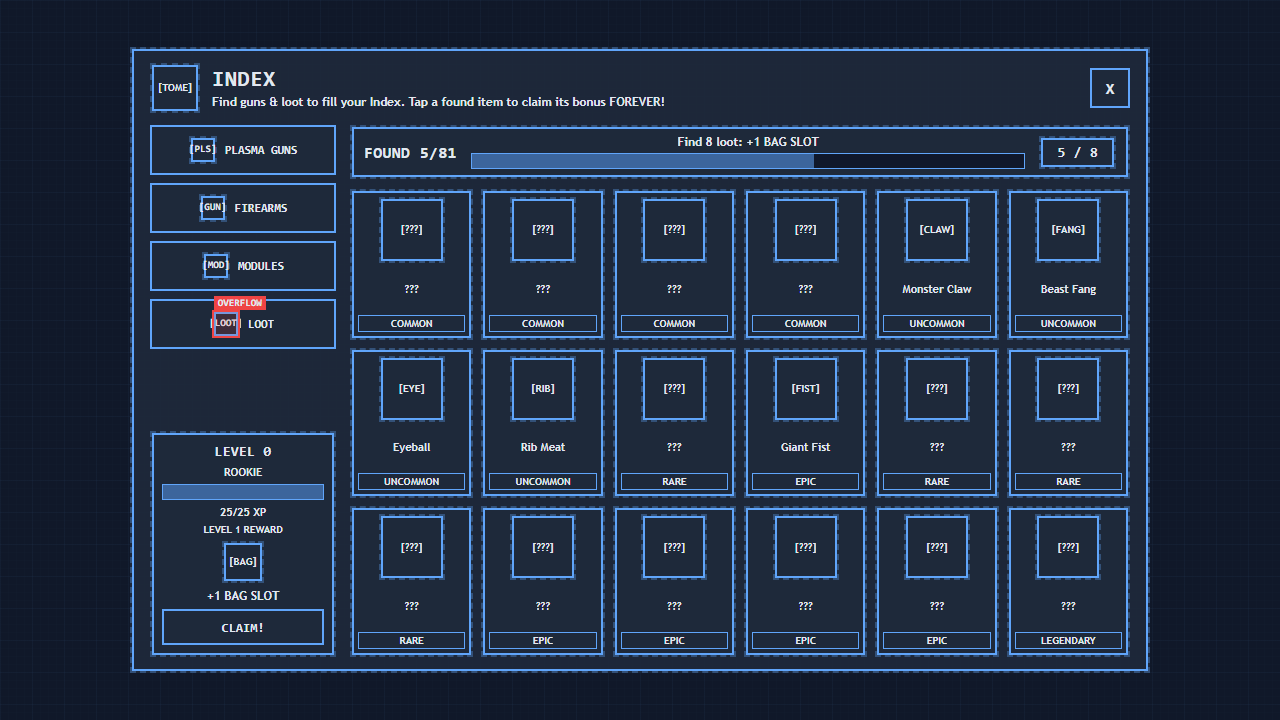 [TOME]
INDEX
Find guns & loot to fill your Index. Tap a found item to claim its bonus FOREVER!
X
[PLS] PLASMA GUNS
[GUN] FIREARMS
[MOD] MODULES
OVERFLOW
[LOOT] LOOT
LEVEL 0
ROOKIE
25/25 XP
LEVEL 1 REWARD
[BAG]
+1 BAG SLOT
CLAIM!
FOUND 5/81
Find 8 loot: +1 BAG SLOT
5 / 8
[???] [???] [???] [???] [CLAW] [FANG]
??? ??? ??? ??? Monster Claw Beast Fang
COMMON COMMON COMMON COMMON UNCOMMON UNCOMMON
[EYE] [RIB] [???] [FIST] [???] [???]
Eyeball Rib Meat ??? Giant Fist ??? ???
UNCOMMON UNCOMMON RARE EPIC RARE RARE
[???] [???] [???] [???] [???] [???]
??? ??? ??? ??? ??? ???
RARE EPIC EPIC EPIC EPIC LEGENDARY